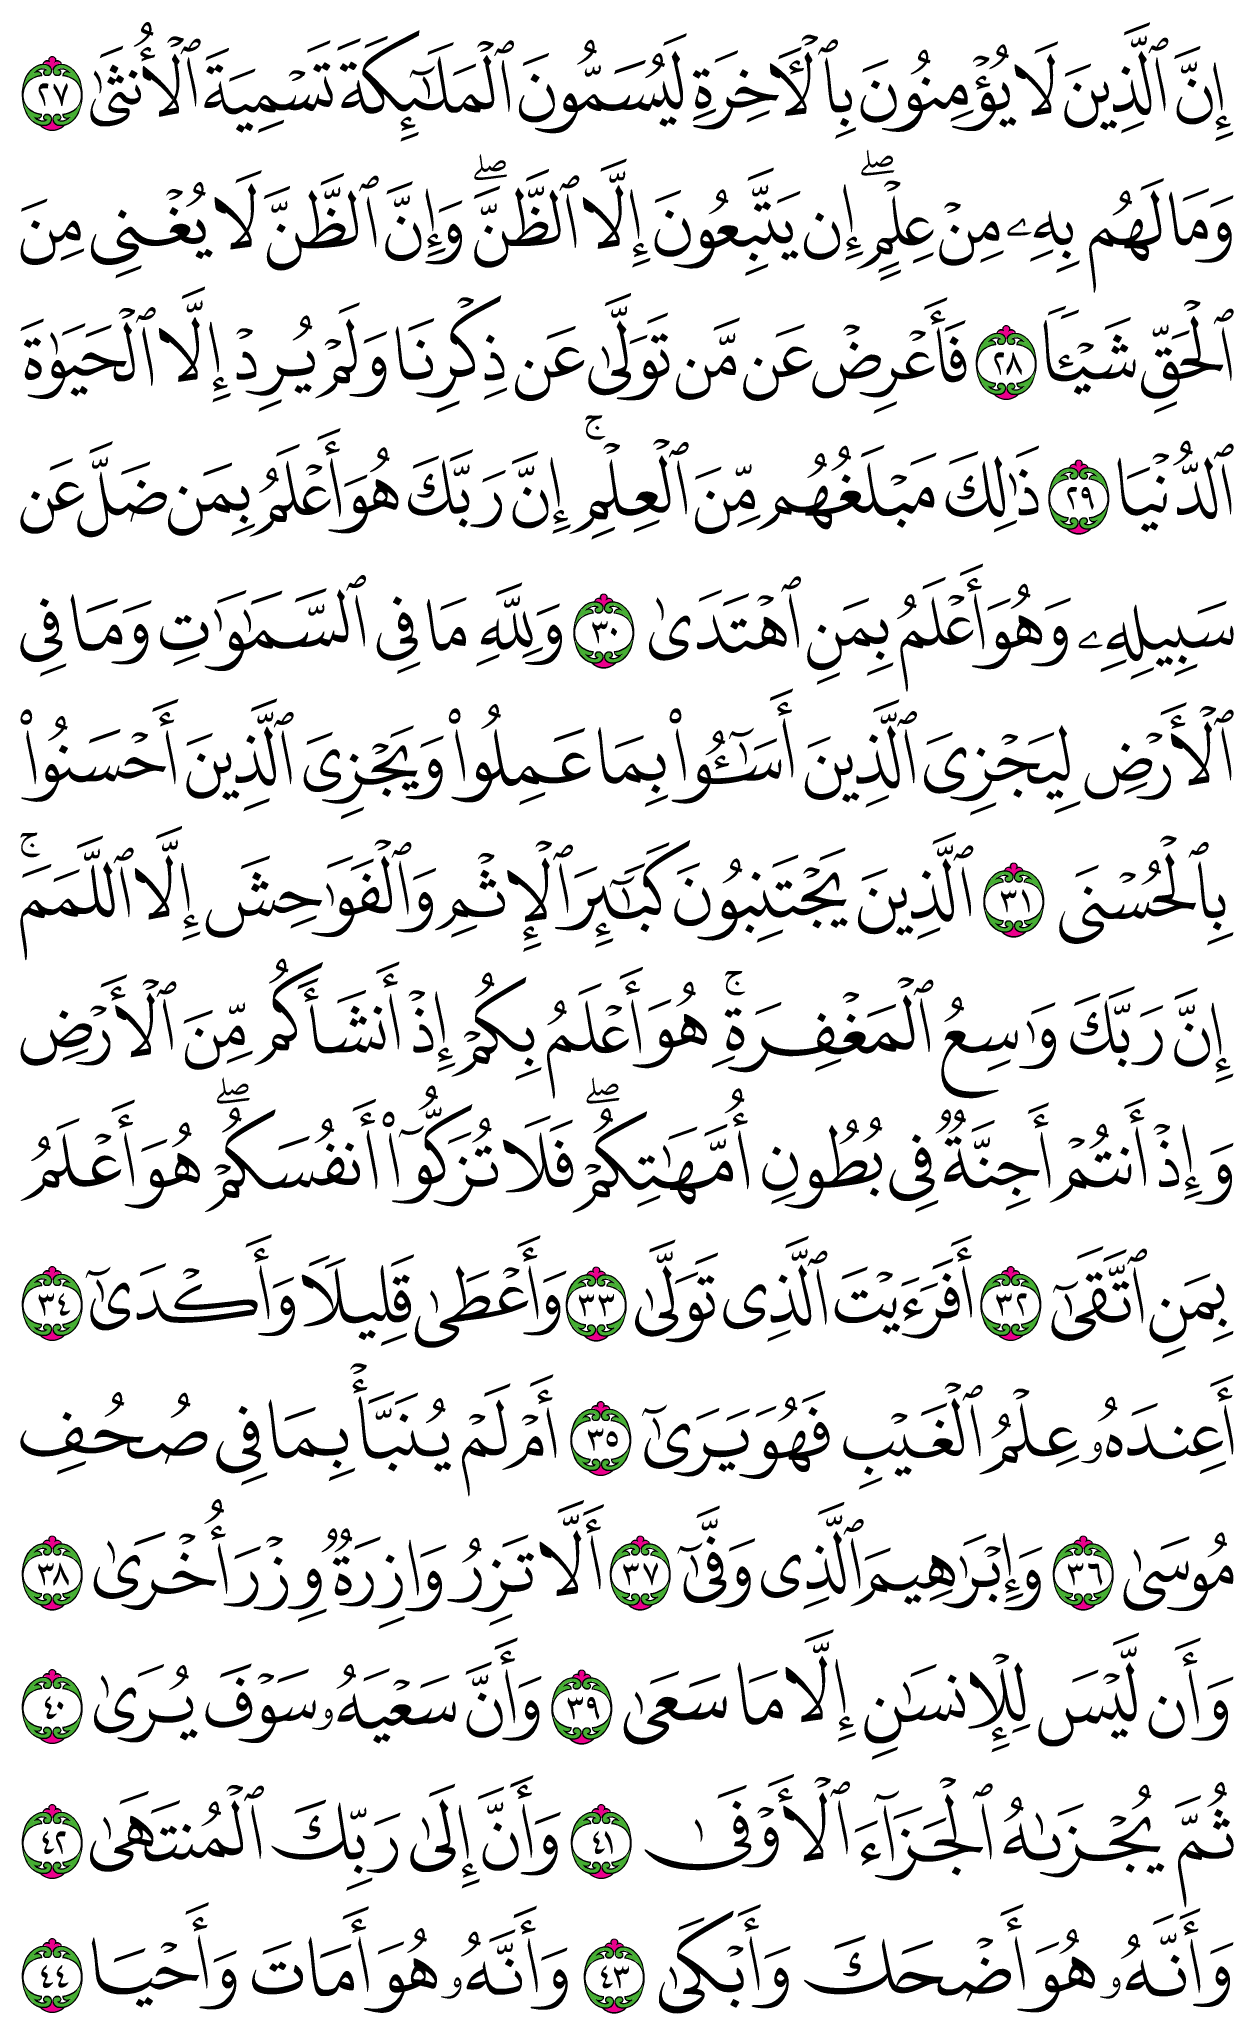 إِنَّ ٱلَّذِينَ لَا يُؤْمِنُونَ بِٱلْـَٔاخِرَةِ لَيُسَمُّونَ ٱلْمَلَـٰٓئِكَةَ تَسْمِيَةَ ٱلْأُنثَىٰ ٢٧
وَمَا لَهُم بِهِۦ مِنْ عِلْمٍ ۖ إِن يَتَّبِعُونَ إِلَّا ٱلظَّنَّ ۖ وَإِنَّ ٱلظَّنَّ لَا يُغْنِى مِنَ
ٱلْحَقِّ شَيْـًٔا ٢٨ فَأَعْرِضْ عَن مَّن تَوَلَّىٰ عَن ذِكْرِنَا وَلَمْ يُرِدْ إِلَّا ٱلْحَيَوٰةَ
ٱلدُّنْيَا ٢٩ ذَٰلِكَ مَبْلَغُهُم مِّنَ ٱلْعِلْمِ ۚ إِنَّ رَبَّكَ هُوَ أَعْلَمُ بِمَن ضَلَّ عَن
سَبِيلِهِۦ وَهُوَ أَعْلَمُ بِمَنِ ٱهْتَدَىٰ ٣٠ وَلِلَّهِ مَا فِى ٱلسَّمَـٰوَٰتِ وَمَا فِى
ٱلْأَرْضِ لِيَجْزِىَ ٱلَّذِينَ أَسَـٰٓـُٔوا۟ بِمَا عَمِلُوا۟ وَيَجْزِىَ ٱلَّذِينَ أَحْسَنُوا۟
بِٱلْحُسْنَى ٣١ ٱلَّذِينَ يَجْتَنِبُونَ كَبَـٰٓئِرَ ٱلْإِثْمِ وَٱلْفَوَٰحِشَ إِلَّا ٱللَّمَمَ ۚ
إِنَّ رَبَّكَ وَٰسِعُ ٱلْمَغْفِرَةِ ۚ هُوَ أَعْلَمُ بِكُمْ إِذْ أَنشَأَكُم مِّنَ ٱلْأَرْضِ
وَإِذْ أَنتُمْ أَجِنَّةٌ فِى بُطُونِ أُمَّهَـٰتِكُمْ ۖ فَلَا تُزَكُّوٓا۟ أَنفُسَكُمْ ۖ هُوَ أَعْلَمُ
بِمَنِ ٱتَّقَىٰٓ ٣٢ أَفَرَءَيْتَ ٱلَّذِى تَوَلَّىٰ ٣٣ وَأَعْطَىٰ قَلِيلًا وَأَكْدَىٰٓ ٣٤
أَعِندَهُۥ عِلْمُ ٱلْغَيْبِ فَهُوَ يَرَىٰٓ ٣٥ أَمْ لَمْ يُنَبَّأْ بِمَا فِى صُحُفِ
مُوسَىٰ ٣٦ وَإِبْرَٰهِيمَ ٱلَّذِى وَفَّىٰٓ ٣٧ أَلَّا تَزِرُ وَازِرَةٌ وِزْرَ أُخْرَىٰ ٣٨
وَأَن لَّيْسَ لِلْإِنسَـٰنِ إِلَّا مَا سَعَىٰ ٣٩ وَأَنَّ سَعْيَهُۥ سَوْفَ يُرَىٰ ٤٠
ثُمَّ يُجْزَىٰهُ ٱلْجَزَآءَ ٱلْأَوْفَىٰ ٤١ وَأَنَّ إِلَىٰ رَبِّكَ ٱلْمُنتَهَىٰ ٤٢
وَأَنَّهُۥ هُوَ أَضْحَكَ وَأَبْكَىٰ ٤٣ وَأَنَّهُۥ هُوَ أَمَاتَ وَأَحْيَا ٤٤